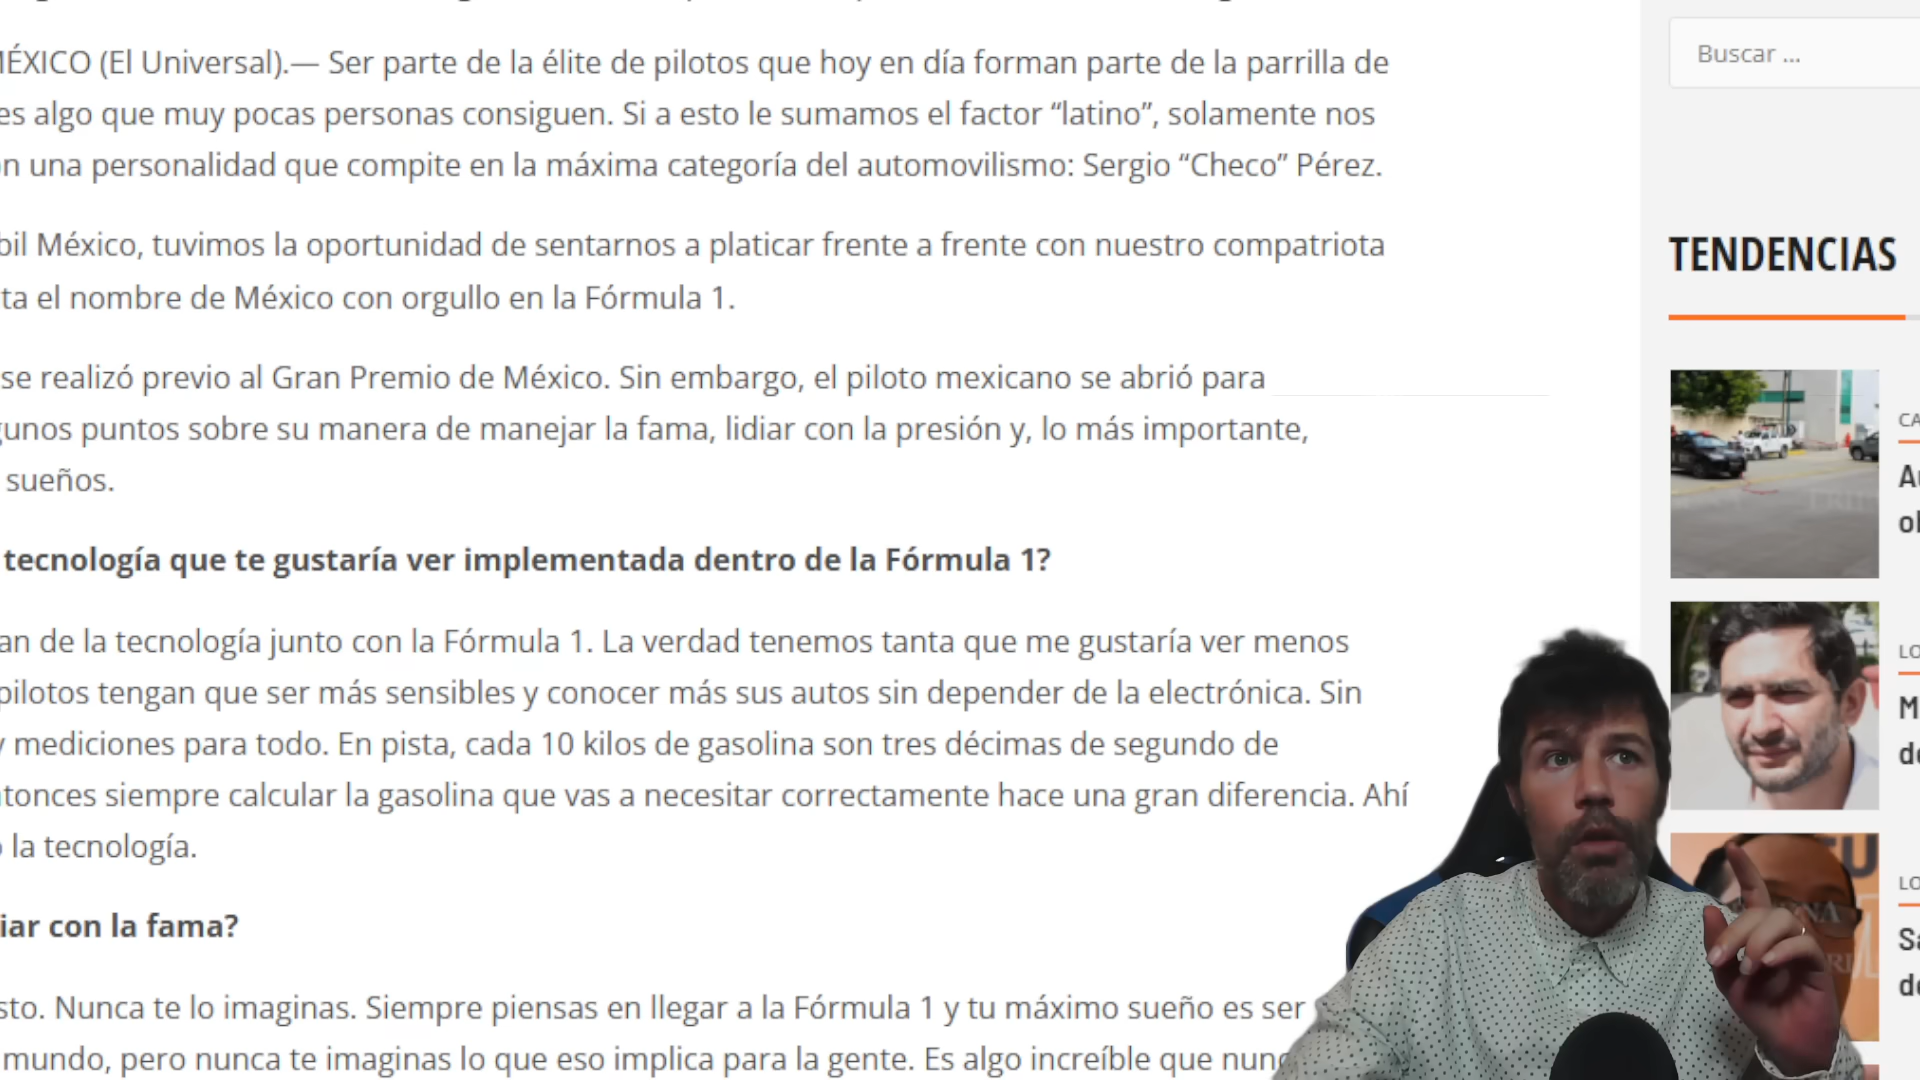 MÉXICO (El Universal).— Ser parte de la élite de pilotos que hoy en día forman parte de la parrilla de
es algo que muy pocas personas consiguen. Si a esto le sumamos el factor “latino”, solamente nos
una personalidad que compite en la máxima categoría del automovilismo: Sergio “Checo” Pérez.
México, tuvimos la oportunidad de sentarnos a platicar frente a frente con nuestro compatriota
ta el nombre de México con orgullo en la Fórmula 1.
se realizó previo al Gran Premio de México. Sin embargo, el piloto mexicano se abrió para
gunos puntos sobre su manera de manejar la fama, lidiar con la presión y, lo más importante,
sueños.
tecnología que te gustaría ver implementada dentro de la Fórmula 1?
an de la tecnología junto con la Fórmula 1. La verdad tenemos tanta que me gustaría ver menos
pilotos tengan que ser más sensibles y conocer más sus autos sin depender de la electrónica. Sin
y mediciones para todo. En pista, cada 10 kilos de gasolina son tres décimas de segundo de
ntonces siempre calcular la gasolina que vas a necesitar correctamente hace una gran diferencia. Ahí
la tecnología.
iar con la fama?
sto. Nunca te lo imaginas. Siempre piensas en llegar a la Fórmula 1 y tu máximo sueño es ser
mundo, pero nunca te imaginas lo que eso implica para la gente. Es algo increíble que nunc
Buscar ...
TENDENCIAS
CA
ol
LO
M
de
LO
Sa
de